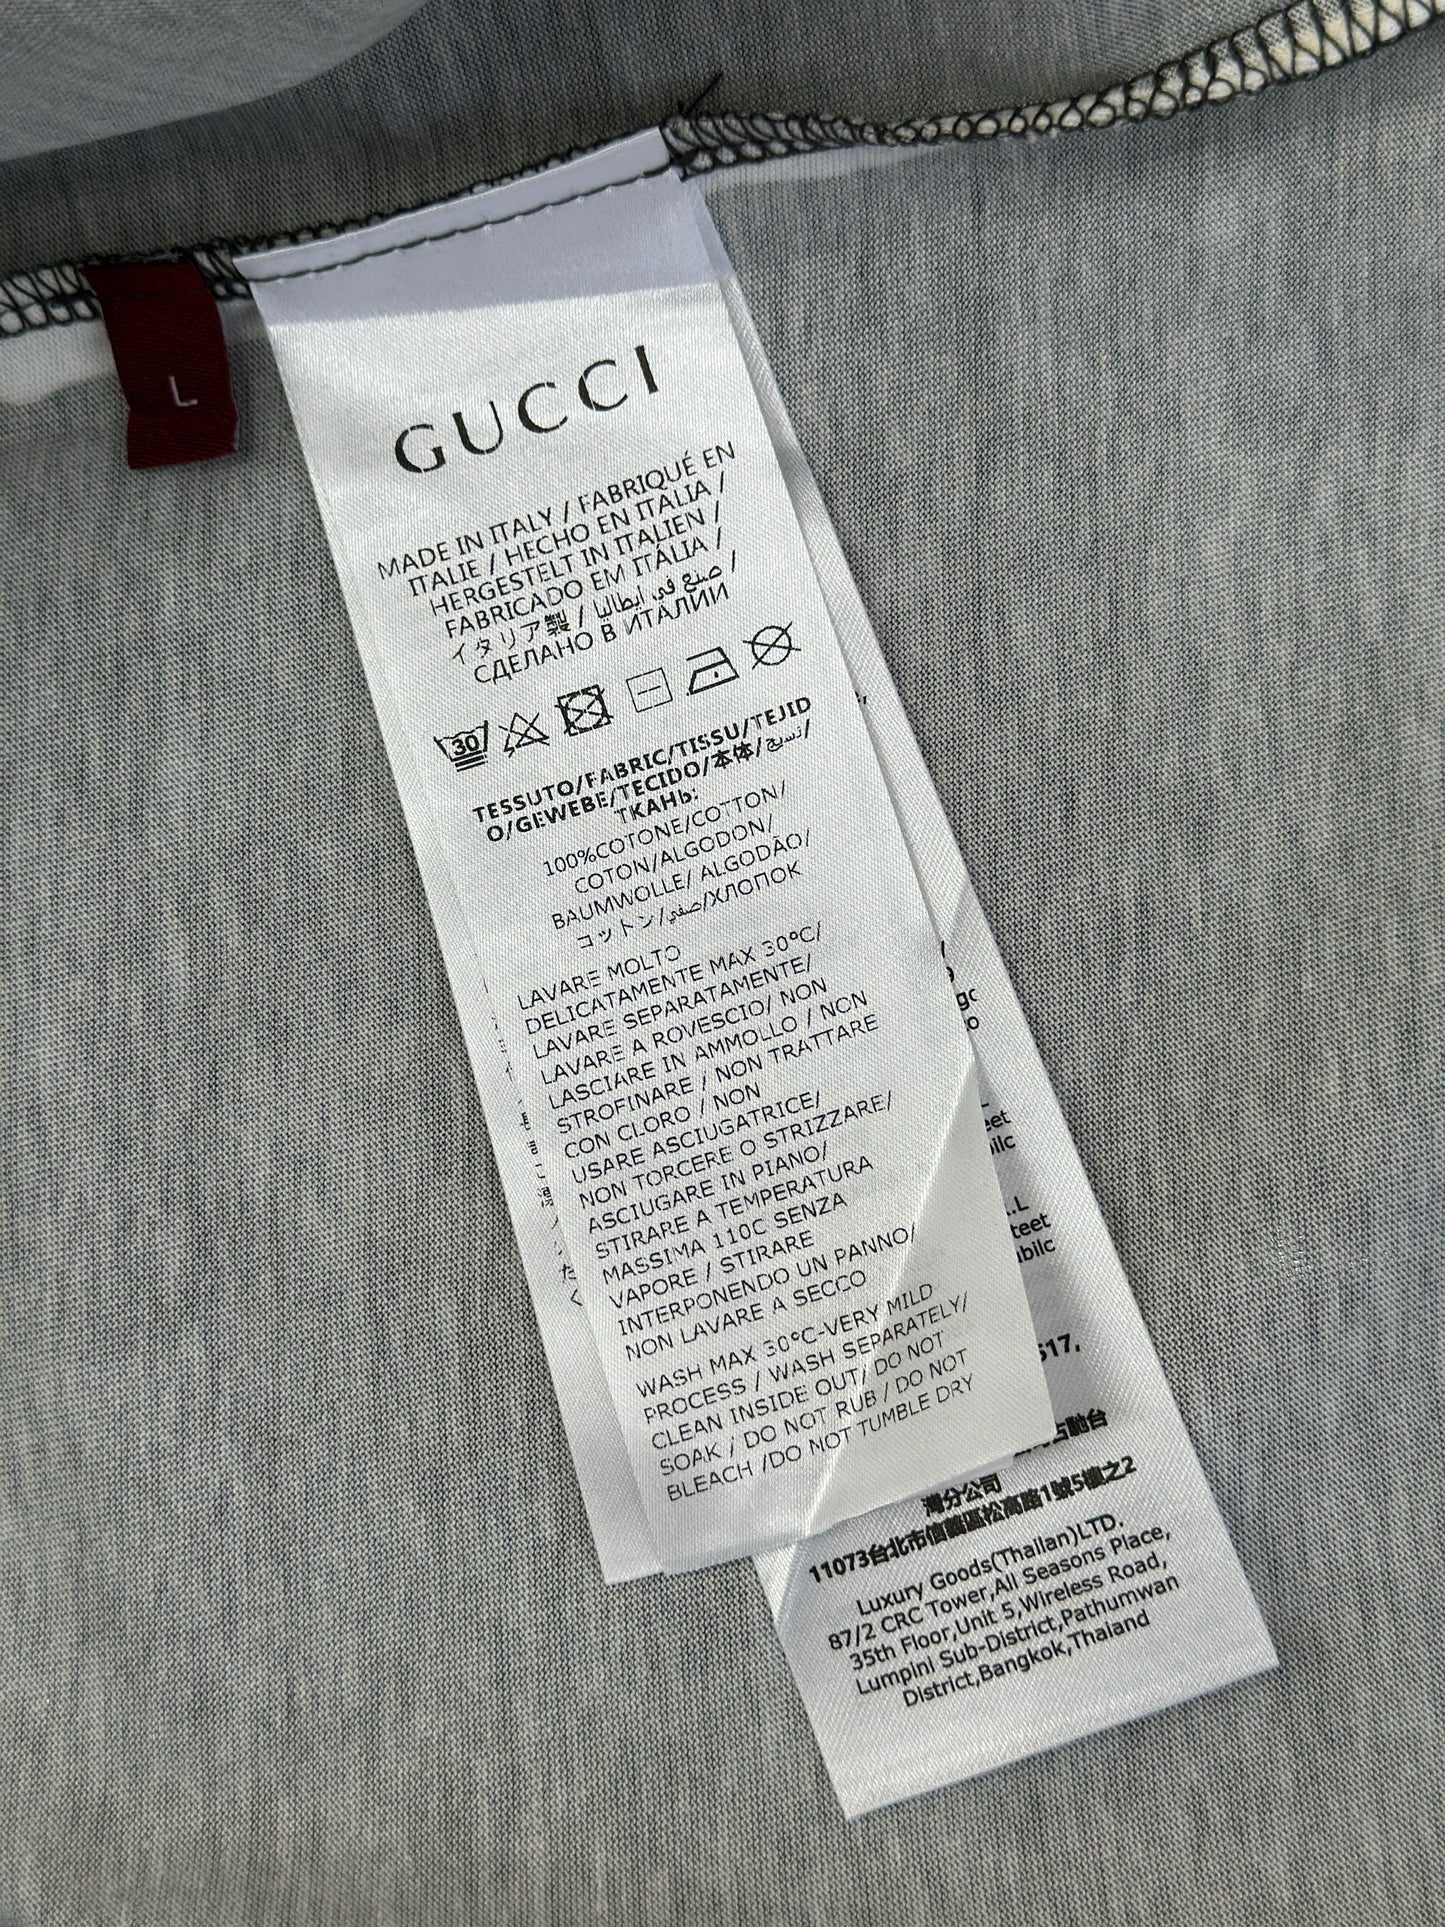 L
GUCCI
MADE IN ITALY / FABRIQUÉ EN
ITALIE / HECHO EN ITALIA /
HERGESTELT IN ITALIEN /
FABRICADO EM ITÁLIA /
イタリア製 / صنع في ايطاليا /
СДЕЛАНО В ИТАЛИИ
30
TESSUTO/FABRIC/TISSU/TEJID
O/GEWEBE/TECIDO/本体/نسيج/
ТКАНЬ:
100%COTONE/COTTON/
COTON/ALGODON/
BAUMWOLLE/ ALGODÃO/
コットン/صفي/ХЛОПОК
LAVARE MOLTO
DELICATAMENTE MAX 30°C/
LAVARE SEPARATAMENTE/
LAVARE A ROVESCIO/ NON
LASCIARE IN AMMOLLO / NON
STROFINARE / NON TRATTARE
CON CLORO / NON
USARE ASCIUGATRICE/
NON TORCERE O STRIZZARE/
ASCIUGARE IN PIANO/
STIRARE A TEMPERATURA
MASSIMA 110C SENZA
VAPORE / STIRARE
INTERPONENDO UN PANNO/
NON LAVARE A SECCO
WASH MAX 30°C-VERY MILD
PROCESS / WASH SEPARATELY/
CLEAN INSIDE OUT/ DO NOT
SOAK / DO NOT RUB / DO NOT
BLEACH /DO NOT TUMBLE DRY
517,
灣分公司
11073台北市信義區松高路1號5樓之2
Luxury Goods(Thailan)LTD.
87/2 CRC Tower,All Seasons Place,
35th Floor,Unit 5,Wireless Road,
Lumpini Sub-District,Pathumwan
District,Bangkok,Thaiand